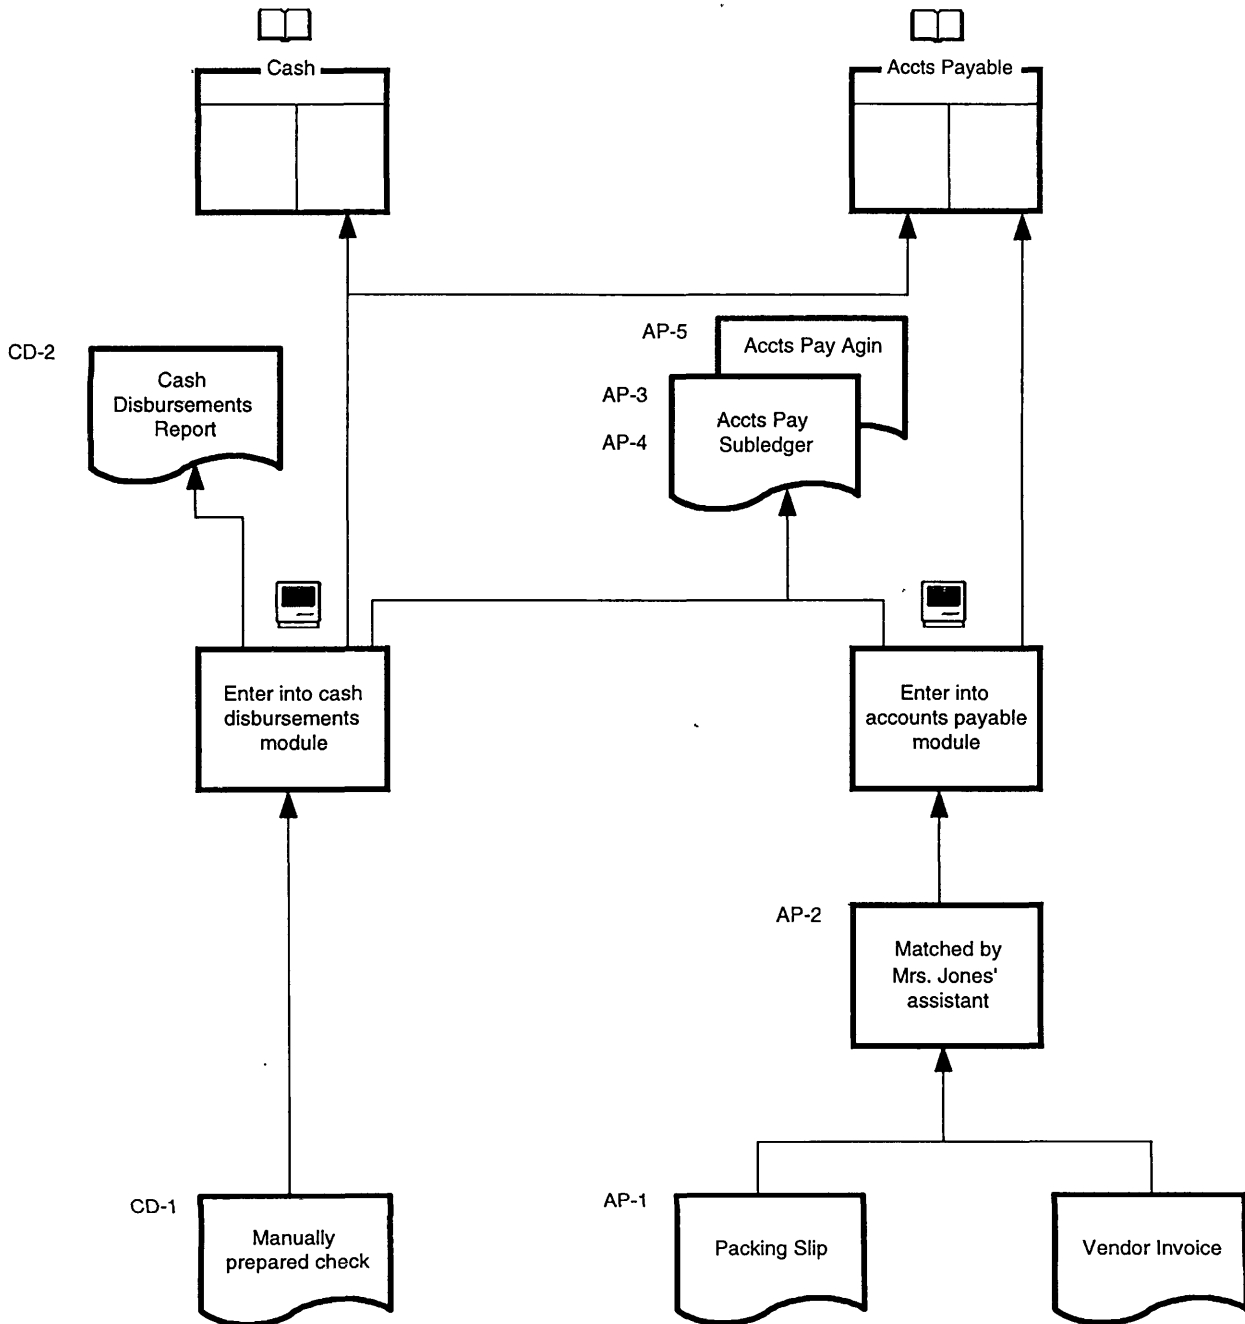 Cash
Accts Payable
CD-2
Cash
Disbursements
Report
AP-5
Accts Pay Agin
AP-3
AP-4
Accts Pay
Subledger
Enter into cash
disbursements
module
Enter into
accounts payable
module
AP-2
Matched by
Mrs. Jones'
assistant
CD-1
Manually
prepared check
AP-1
Packing Slip
Vendor Invoice